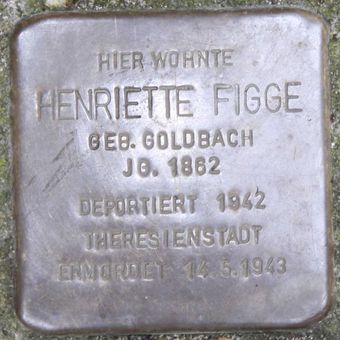 HIER WOHNTE
HENRIETTE FIGGE
GEB. GOLDBACH
JG. 1862
DEPORTIERT 1942
THERESIENSTADT
ERMORDET 14.5.1943